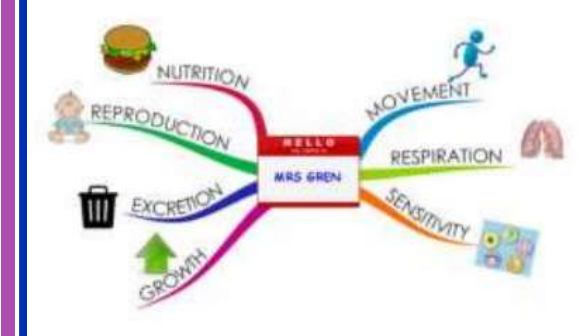 NUTRITION
MOVEMENT
REPRODUCTION
HELLO
RESPIRATION
MRS GREN
EXCRETION
SENSITIVITY
GROWTH